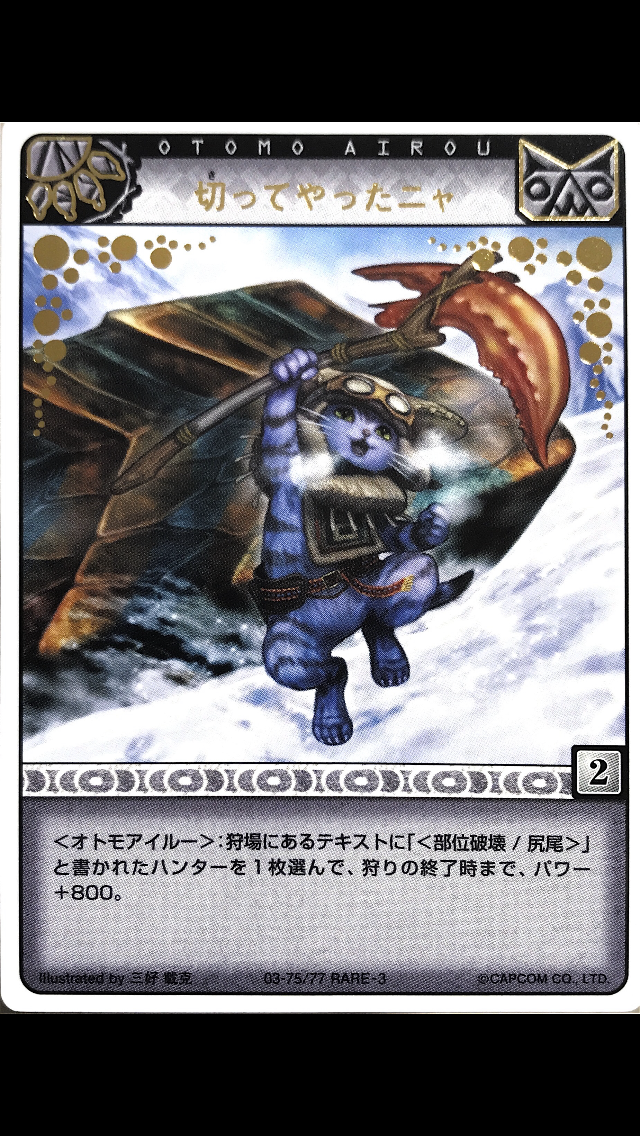 OTOMO AIROU
き
切ってやったニャ
2
<オトモアイルー>：狩場にあるテキストに「<部位破壊 / 尻尾>」
と書かれたハンターを１枚選んで、狩りの終了時まで、パワー
＋800。
Illustrated by 三好 載克 03-75/77 RARE-3 ©CAPCOM CO., LTD.